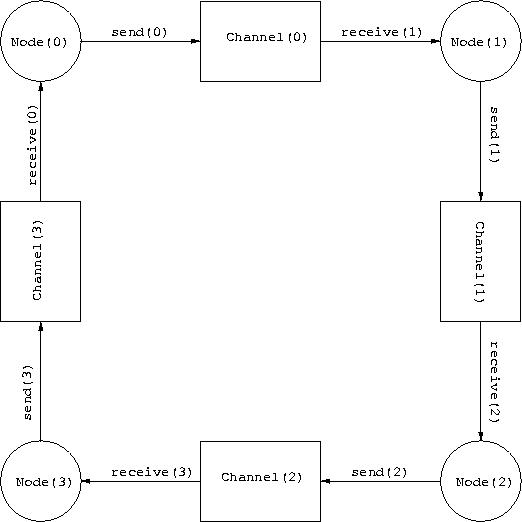 Node(0)
send(0)
Channel(0)
receive(1)
Node(1)
receive(0)
send(1)
Channel(3)
Channel(1)
send(3)
receive(2)
Node(3)
receive(3)
Channel(2)
send(2)
Node(2)